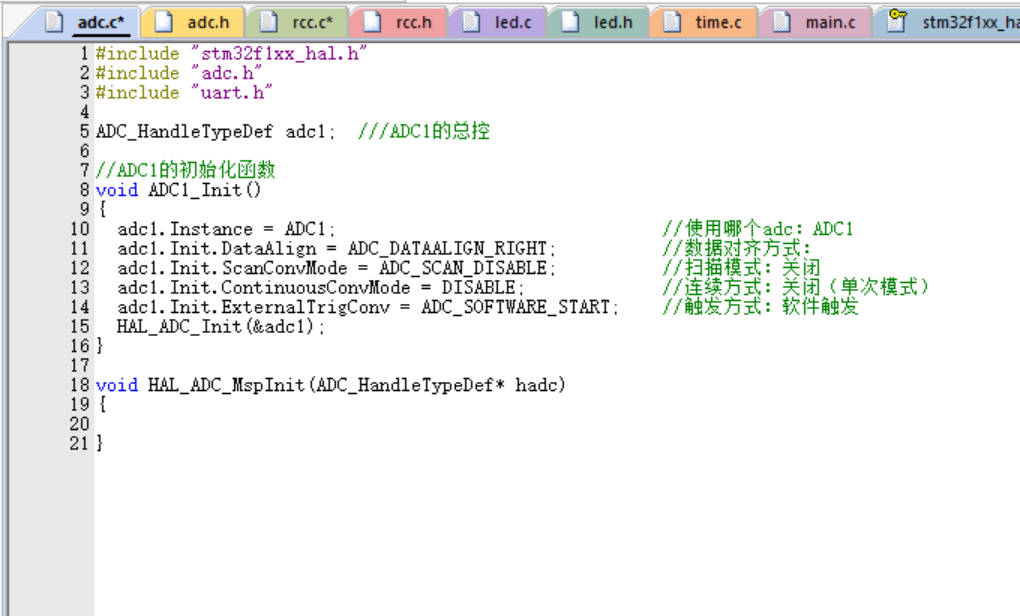 adc.c* adc.h rcc.c* rcc.h led.c led.h time.c main.c stm32f1xx_ha
1 #include "stm32f1xx_hal.h"
2 #include "adc.h"
3 #include "uart.h"
4
5 ADC_HandleTypeDef adc1; ///ADC1的总控
6
7 //ADC1的初始化函数
8 void ADC1_Init()
9 {
10 adc1.Instance = ADC1; //使用哪个adc: ADC1
11 adc1.Init.DataAlign = ADC_DATAALIGN_RIGHT; //数据对齐方式:
12 adc1.Init.ScanConvMode = ADC_SCAN_DISABLE; //扫描模式: 关闭
13 adc1.Init.ContinuousConvMode = DISABLE; //连续方式: 关闭（单次模式）
14 adc1.Init.ExternalTrigConv = ADC_SOFTWARE_START; //触发方式: 软件触发
15 HAL_ADC_Init(&adc1);
16 }
17
18 void HAL_ADC_MspInit(ADC_HandleTypeDef* hadc)
19 {
20
21 }